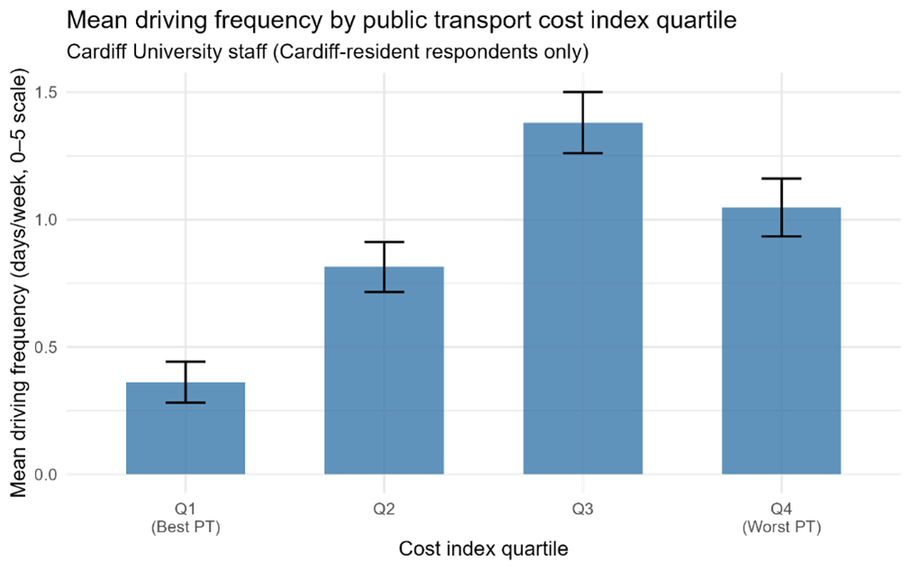 Mean driving frequency by public transport cost index quartile
Cardiff University staff (Cardiff-resident respondents only)
Mean driving frequency (days/week, 0–5 scale)
1.5
1.0
0.5
0.0
Q1
(Best PT)
Q2
Q3
Q4
(Worst PT)
Cost index quartile